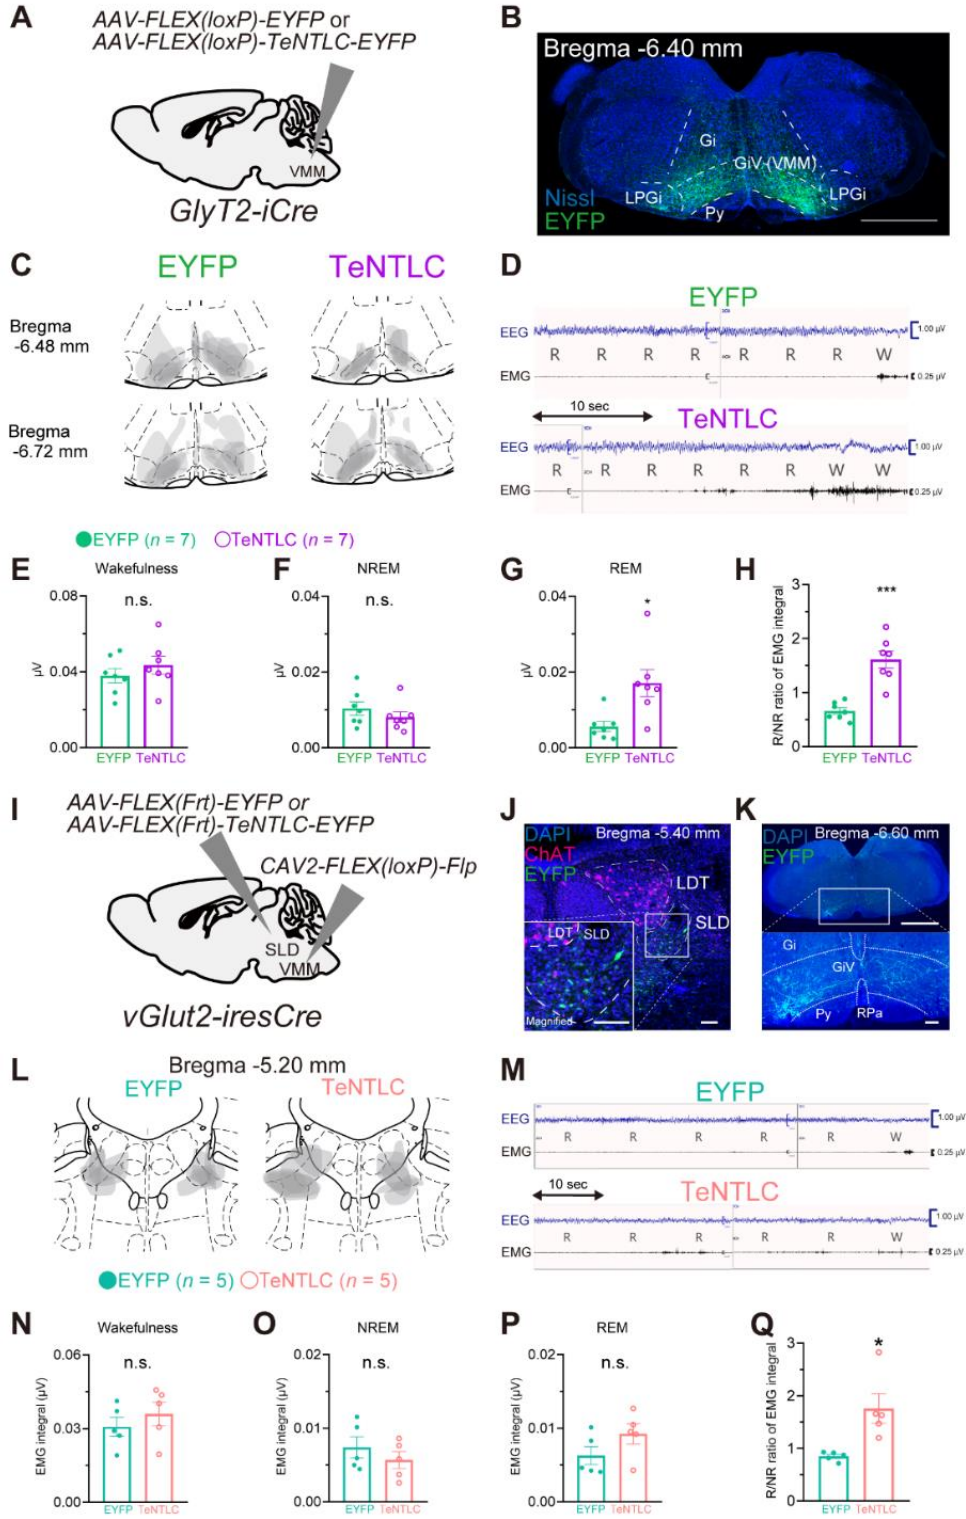 A
AAV-FLEX(loxP)-EYFP or
AAV-FLEX(loxP)-TeNTLC-EYFP
VMM
GlyT2-iCre
B
Bregma -6.40 mm
Gi
GiV (VMM)
LPGi
LPGi
Py
Nissl
EYFP
C
EYFP
TeNTLC
Bregma
-6.48 mm
Bregma
-6.72 mm
D
EYFP
EEG
1.00 µV
R R R R R R R W
EMG
0.25 µV
10 sec
TeNTLC
EEG
1.00 µV
R R R R R R W W
EMG
0.25 µV
EYFP (n = 7) TeNTLC (n = 7)
E
Wakefulness
n.s.
0.08
0.04
0.00
µV
EYFP TeNTLC
F
NREM
n.s.
0.04
0.02
0.00
µV
EYFP TeNTLC
G
REM
*
0.04
0.02
0.00
µV
EYFP TeNTLC
H
***
3
2
1
0
R/NR ratio of EMG integral
EYFP TeNTLC
I
AAV-FLEX(Frt)-EYFP or
AAV-FLEX(Frt)-TeNTLC-EYFP
CAV2-FLEX(loxP)-Flp
SLD
VMM
vGlut2-iresCre
J
DAPI
ChAT
EYFP
Bregma -5.40 mm
LDT
SLD
LDT
SLD
Magnified
K
DAPI
EYFP
Bregma -6.60 mm
Gi
GiV
Py
RPa
L
Bregma -5.20 mm
EYFP
TeNTLC
M
EYFP
EEG
1.00 µV
R R R R W
EMG
0.25 µV
10 sec
TeNTLC
EEG
1.00 µV
R R R R R W
EMG
0.25 µV
EYFP (n = 5) TeNTLC (n = 5)
N
Wakefulness
n.s.
0.06
0.03
0.00
EMG integral (µV)
EYFP TeNTLC
O
NREM
n.s.
0.02
0.01
0.00
EMG integral (µV)
EYFP TeNTLC
P
REM
n.s.
0.02
0.01
0.00
EMG integral (µV)
EYFP TeNTLC
Q
*
3
2
1
0
R/NR ratio of EMG integral
EYFP TeNTLC